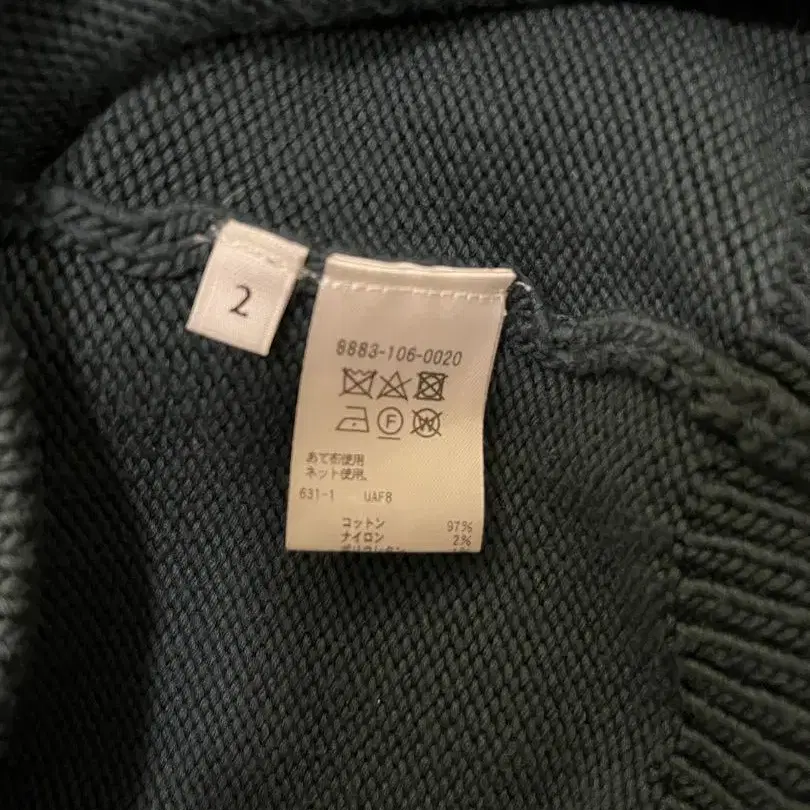 2
8883-106-0020
F
W
あて布使用
ネット使用、
631-1 UAF8
コットン 97%
ナイロン 2%